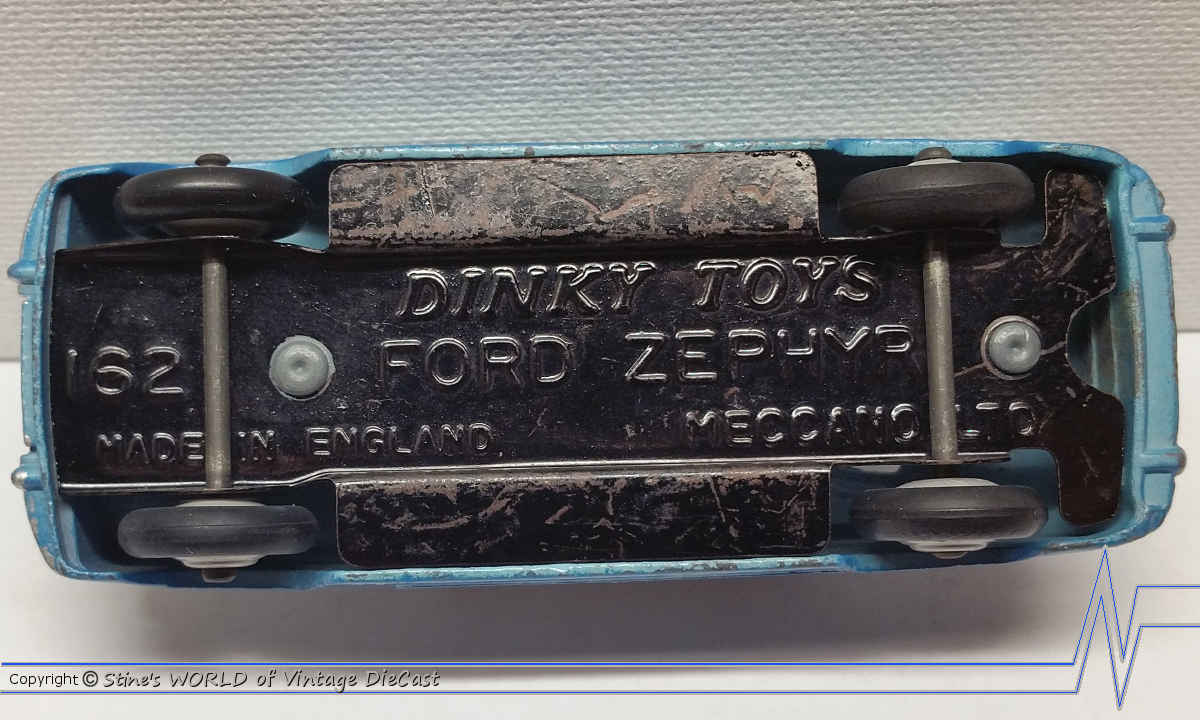 DINKY TOYS
FORD ZEPHYR
162
MADE IN ENGLAND
MECCANO LTD
Copyright © Stine's WORLD of Vintage DieCast